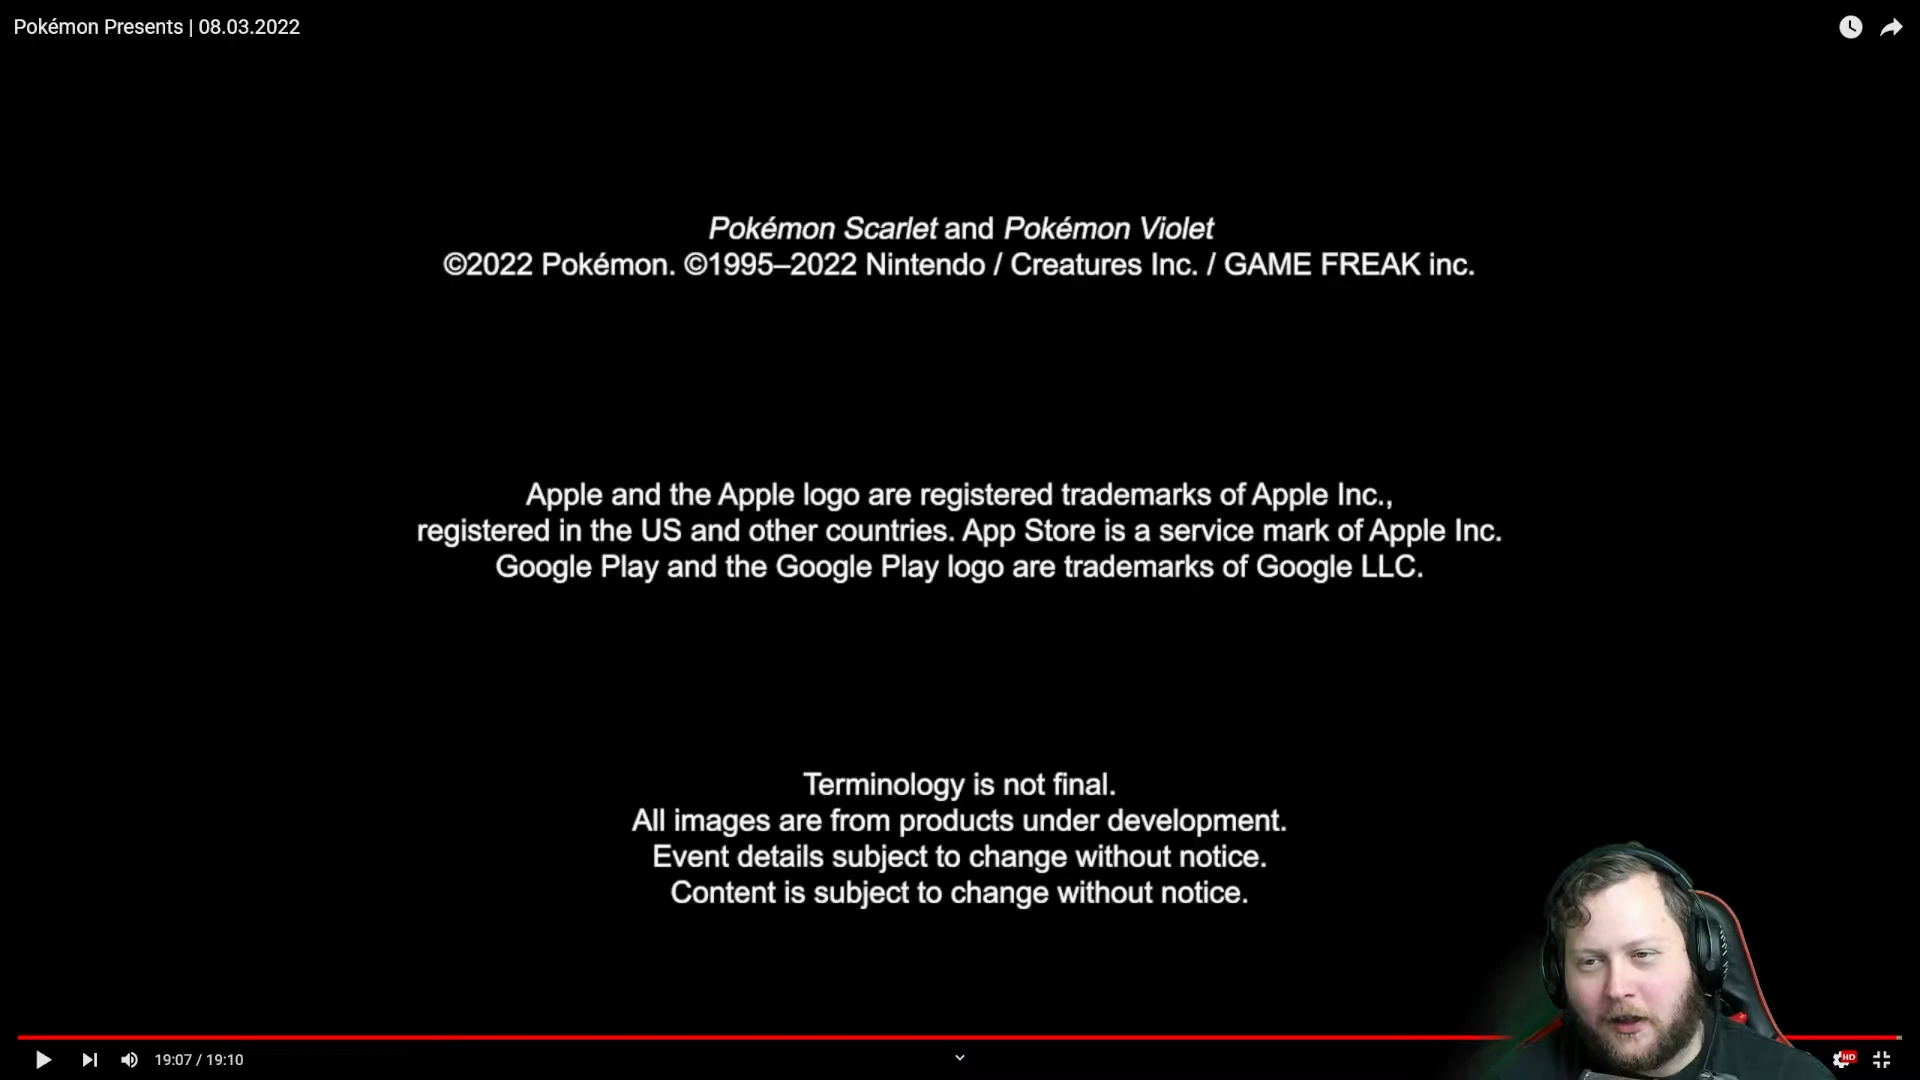 Pokémon Presents | 08.03.2022
Pokémon Scarlet and Pokémon Violet
©2022 Pokémon. ©1995–2022 Nintendo / Creatures Inc. / GAME FREAK inc.
Apple and the Apple logo are registered trademarks of Apple Inc.,
registered in the US and other countries. App Store is a service mark of Apple Inc.
Google Play and the Google Play logo are trademarks of Google LLC.
Terminology is not final.
All images are from products under development.
Event details subject to change without notice.
Content is subject to change without notice.
19:07 / 19:10
HD